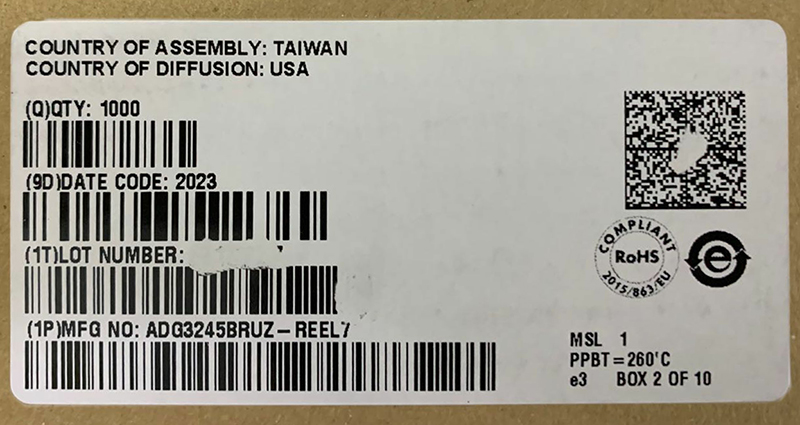 COUNTRY OF ASSEMBLY: TAIWAN
COUNTRY OF DIFFUSION: USA
(Q)QTY: 1000
(9D)DATE CODE: 2023
(1T)LOT NUMBER:
(1P)MFG NO: ADG3245BRUZ-REEL7
COMPLIANT
RoHS
2015/863/EU
e
MSL 1
PPBT=260'C
e3 BOX 2 OF 10